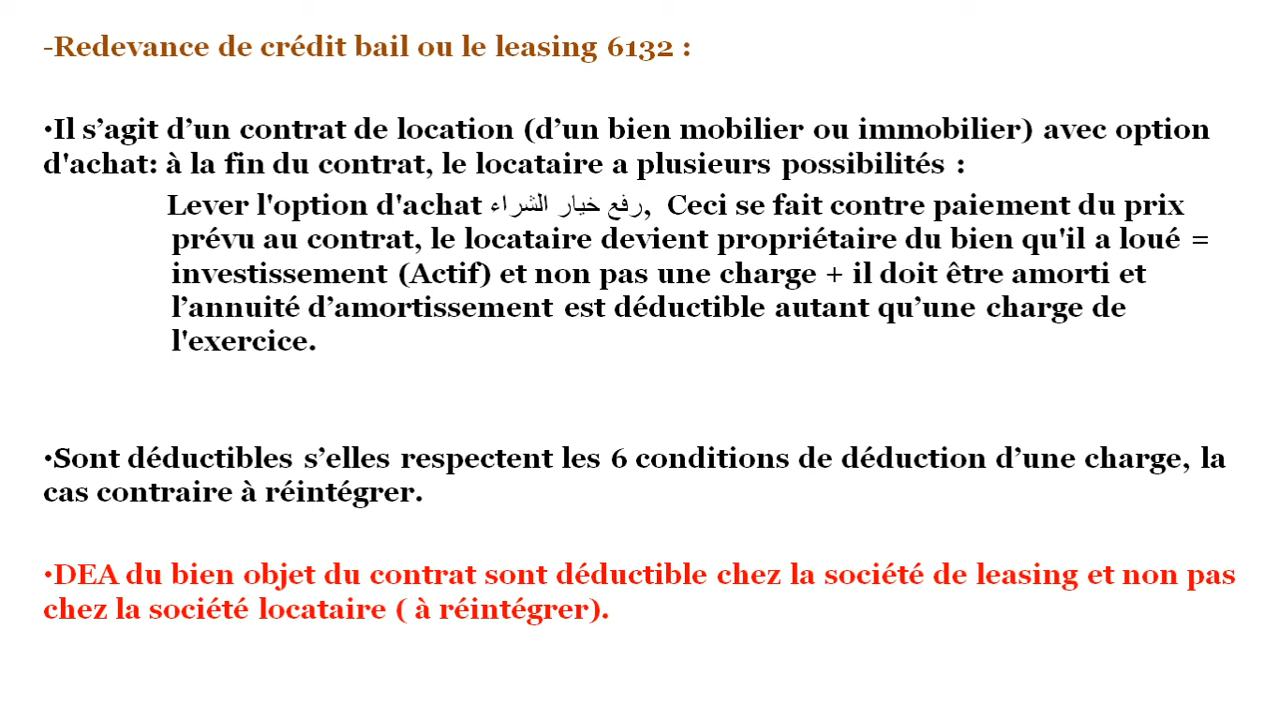 -Redevance de crédit bail ou le leasing 6132 :
•Il s’agit d’un contrat de location (d’un bien mobilier ou immobilier) avec option
d'achat: à la fin du contrat, le locataire a plusieurs possibilités :
Lever l'option d'achat رفع خيار الشراء, Ceci se fait contre paiement du prix
prévu au contrat, le locataire devient propriétaire du bien qu'il a loué =
investissement (Actif) et non pas une charge + il doit être amorti et
l’annuité d’amortissement est déductible autant qu’une charge de
l'exercice.
•Sont déductibles s’elles respectent les 6 conditions de déduction d’une charge, la
cas contraire à réintégrer.
•DEA du bien objet du contrat sont déductible chez la société de leasing et non pas
chez la société locataire ( à réintégrer).